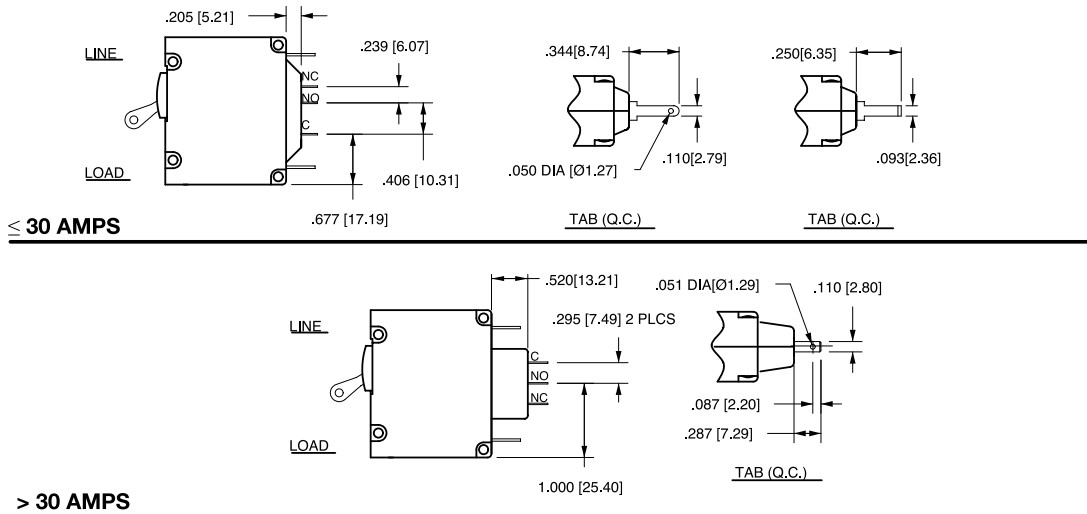 .205 [5.21]
LINE
.239 [6.07]
NC
NO
C
LOAD
.406 [10.31]
.677 [17.19]
.344[8.74]
.050 DIA [Ø1.27]
.110[2.79]
TAB (Q.C.)
.250[6.35]
.093[2.36]
TAB (Q.C.)
≤ 30 AMPS
.520[13.21]
LINE
.295 [7.49] 2 PLCS
C
NO
NC
LOAD
1.000 [25.40]
.051 DIA[Ø1.29]
.110 [2.80]
.087 [2.20]
.287 [7.29]
TAB (Q.C.)
> 30 AMPS